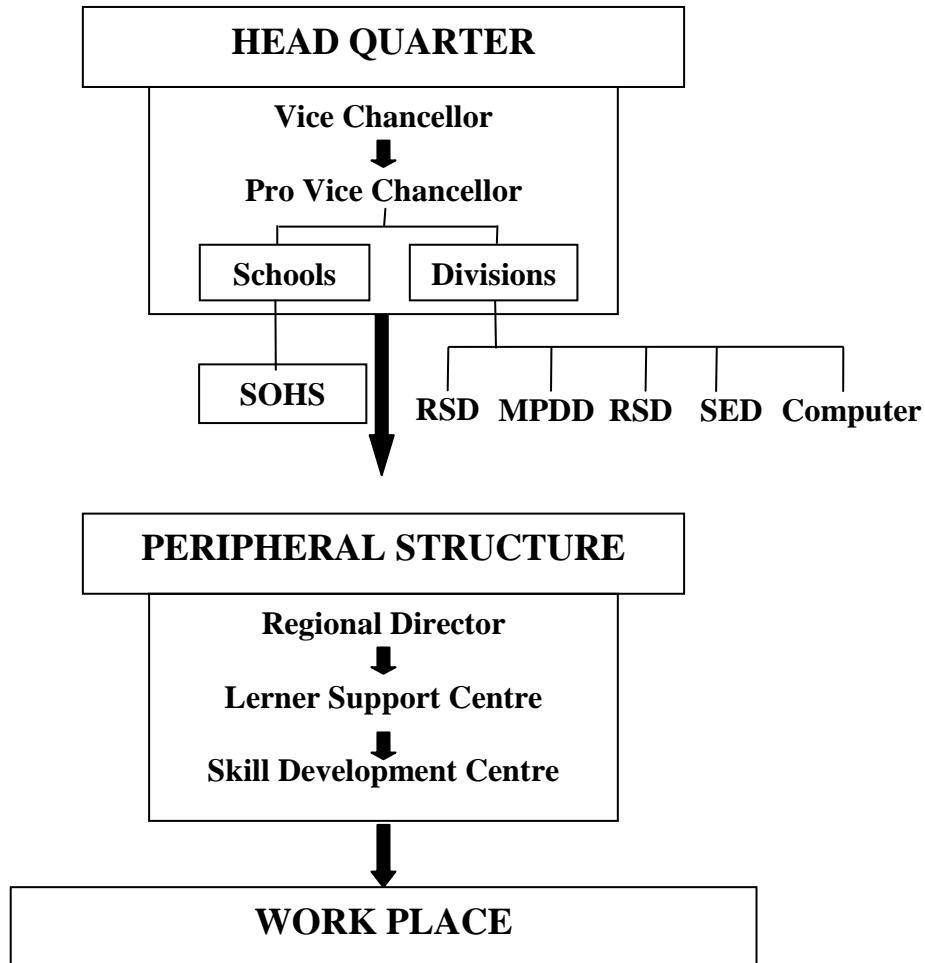 HEAD QUARTER
Vice Chancellor
Pro Vice Chancellor
Schools Divisions
SOHS
RSD MPDD RSD SED Computer
PERIPHERAL STRUCTURE
Regional Director
Lerner Support Centre
Skill Development Centre
WORK PLACE